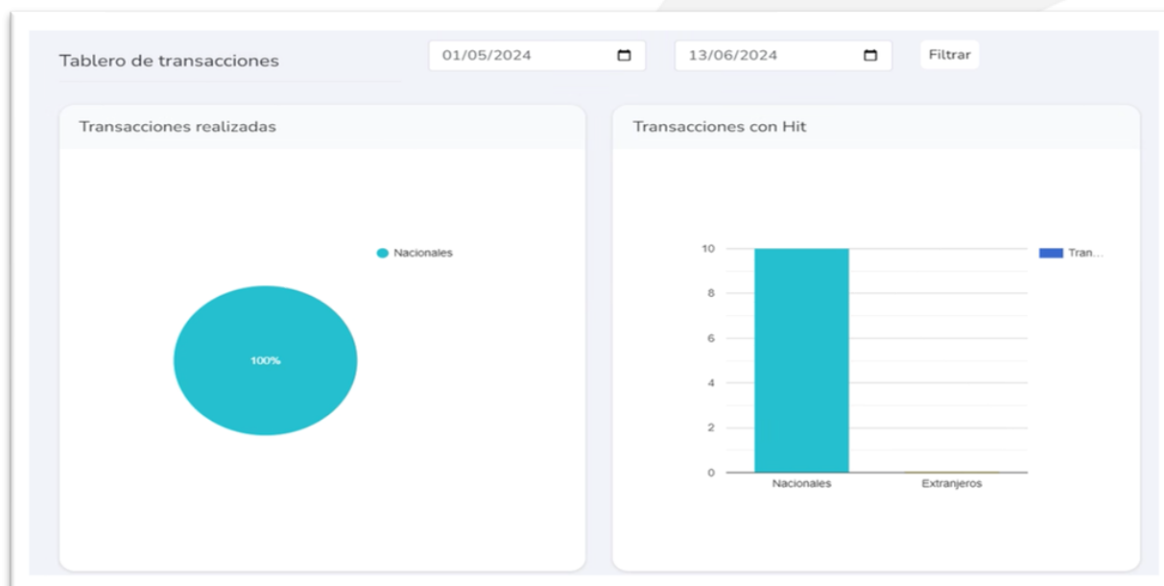 Tablero de transacciones
01/05/2024
13/06/2024
Filtrar
Transacciones realizadas
Nacionales
100%
Transacciones con Hit
10
8
6
4
2
0
Nacionales
Extranjeros
Tran...